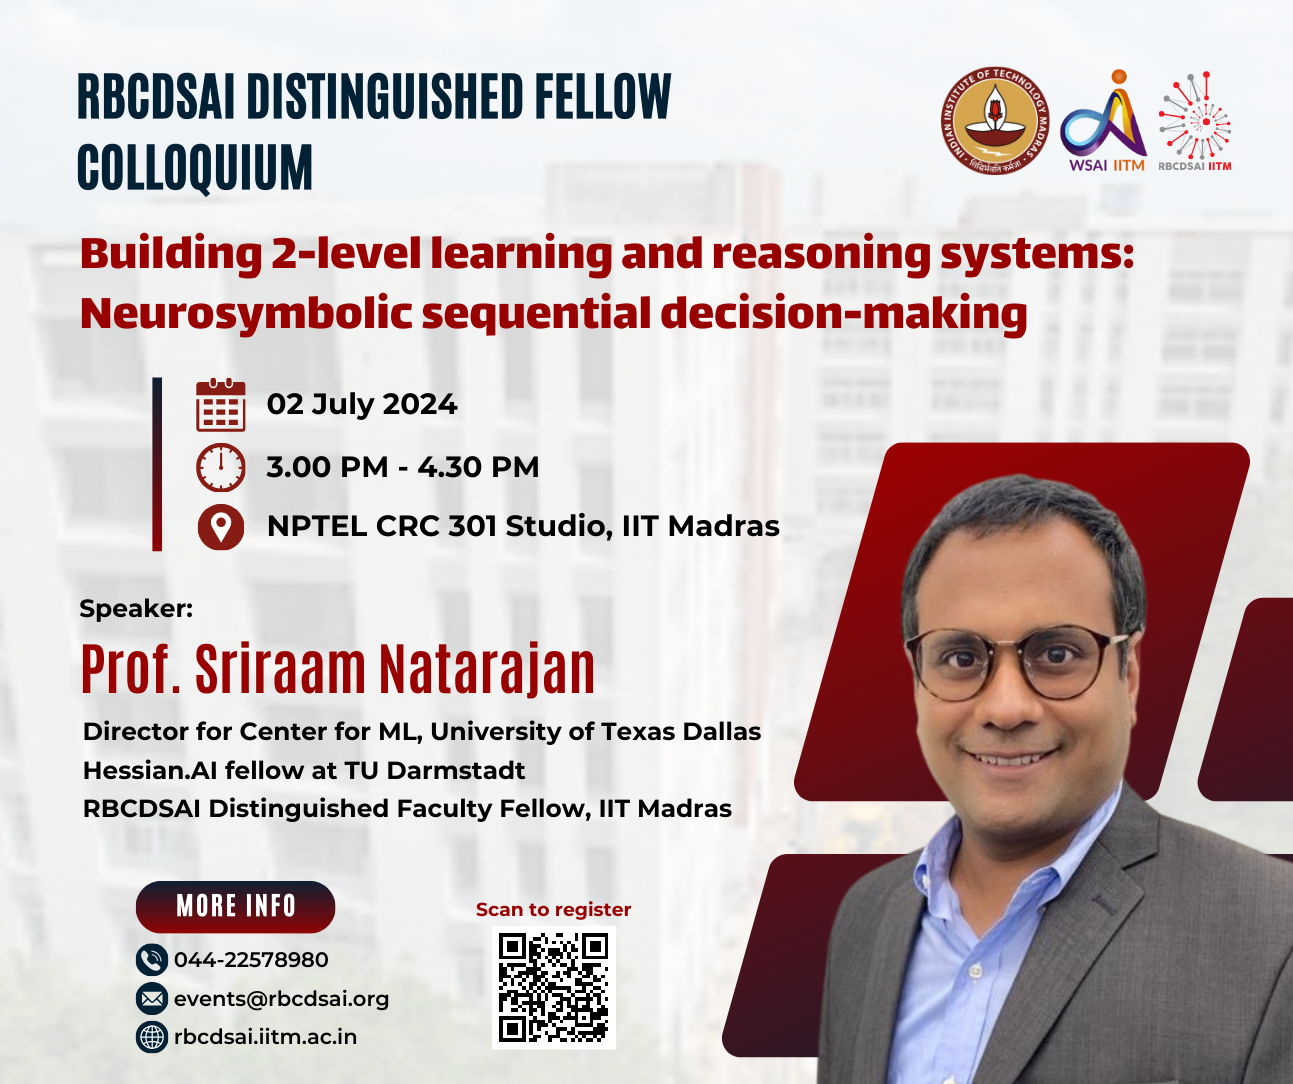 RBCDSAI DISTINGUISHED FELLOW
COLLOQUIUM
INDIAN INSTITUTE OF TECHNOLOGY MADRAS
सिद्धिर्भवति कर्मजा
WSAI IITM
RBCDSAI IITM
Building 2-level learning and reasoning systems:
Neurosymbolic sequential decision-making
02 July 2024
3.00 PM - 4.30 PM
NPTEL CRC 301 Studio, IIT Madras
Speaker:
Prof. Sriraam Natarajan
Director for Center for ML, University of Texas Dallas
Hessian.AI fellow at TU Darmstadt
RBCDSAI Distinguished Faculty Fellow, IIT Madras
MORE INFO
044-22578980
events@rbcdsai.org
rbcdsai.iitm.ac.in
Scan to register